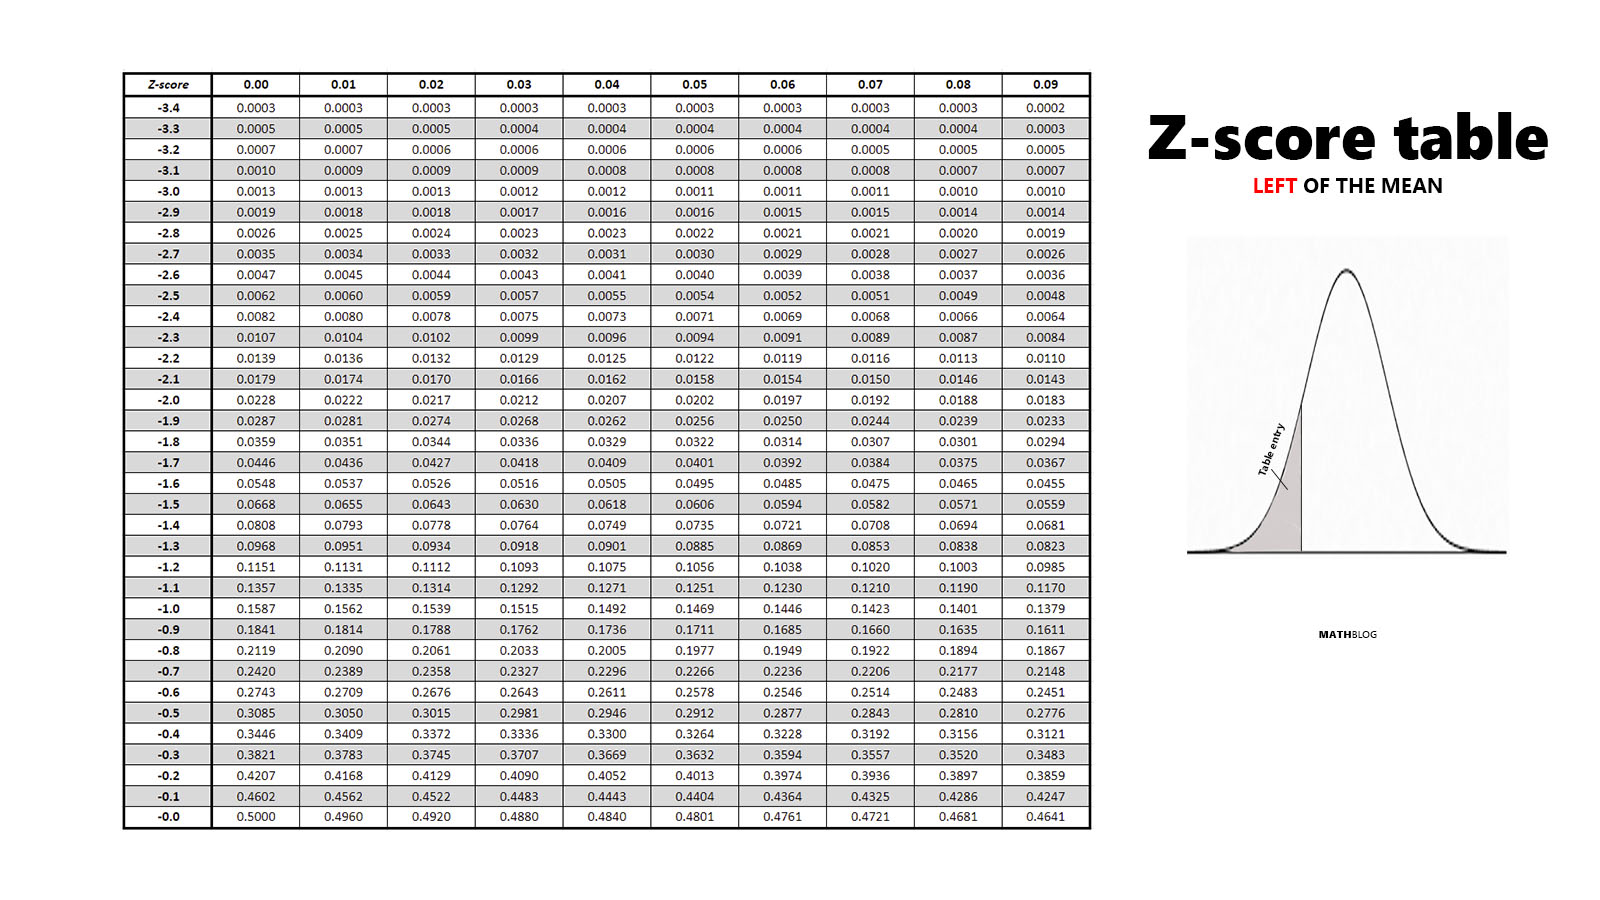 Z-score 0.00 0.01 0.02 0.03 0.04 0.05 0.06 0.07 0.08 0.09
-3.4 0.0003 0.0003 0.0003 0.0003 0.0003 0.0003 0.0003 0.0003 0.0003 0.0002
-3.3 0.0005 0.0005 0.0005 0.0004 0.0004 0.0004 0.0004 0.0004 0.0004 0.0003
-3.2 0.0007 0.0007 0.0006 0.0006 0.0006 0.0006 0.0006 0.0005 0.0005 0.0005
-3.1 0.0010 0.0009 0.0009 0.0009 0.0008 0.0008 0.0008 0.0008 0.0007 0.0007
-3.0 0.0013 0.0013 0.0013 0.0012 0.0012 0.0011 0.0011 0.0011 0.0010 0.0010
-2.9 0.0019 0.0018 0.0018 0.0017 0.0016 0.0016 0.0015 0.0015 0.0014 0.0014
-2.8 0.0026 0.0025 0.0024 0.0023 0.0023 0.0022 0.0021 0.0021 0.0020 0.0019
-2.7 0.0035 0.0034 0.0033 0.0032 0.0031 0.0030 0.0029 0.0028 0.0027 0.0026
-2.6 0.0047 0.0045 0.0044 0.0043 0.0041 0.0040 0.0039 0.0038 0.0037 0.0036
-2.5 0.0062 0.0060 0.0059 0.0057 0.0055 0.0054 0.0052 0.0051 0.0049 0.0048
-2.4 0.0082 0.0080 0.0078 0.0075 0.0073 0.0071 0.0069 0.0068 0.0066 0.0064
-2.3 0.0107 0.0104 0.0102 0.0099 0.0096 0.0094 0.0091 0.0089 0.0087 0.0084
-2.2 0.0139 0.0136 0.0132 0.0129 0.0125 0.0122 0.0119 0.0116 0.0113 0.0110
-2.1 0.0179 0.0174 0.0170 0.0166 0.0162 0.0158 0.0154 0.0150 0.0146 0.0143
-2.0 0.0228 0.0222 0.0217 0.0212 0.0207 0.0202 0.0197 0.0192 0.0188 0.0183
-1.9 0.0287 0.0281 0.0274 0.0268 0.0262 0.0256 0.0250 0.0244 0.0239 0.0233
-1.8 0.0359 0.0351 0.0344 0.0336 0.0329 0.0322 0.0314 0.0307 0.0301 0.0294
-1.7 0.0446 0.0436 0.0427 0.0418 0.0409 0.0401 0.0392 0.0384 0.0375 0.0367
-1.6 0.0548 0.0537 0.0526 0.0516 0.0505 0.0495 0.0485 0.0475 0.0465 0.0455
-1.5 0.0668 0.0655 0.0643 0.0630 0.0618 0.0606 0.0594 0.0582 0.0571 0.0559
-1.4 0.0808 0.0793 0.0778 0.0764 0.0749 0.0735 0.0721 0.0708 0.0694 0.0681
-1.3 0.0968 0.0951 0.0934 0.0918 0.0901 0.0885 0.0869 0.0853 0.0838 0.0823
-1.2 0.1151 0.1131 0.1112 0.1093 0.1075 0.1056 0.1038 0.1020 0.1003 0.0985
-1.1 0.1357 0.1335 0.1314 0.1292 0.1271 0.1251 0.1230 0.1210 0.1190 0.1170
-1.0 0.1587 0.1562 0.1539 0.1515 0.1492 0.1469 0.1446 0.1423 0.1401 0.1379
-0.9 0.1841 0.1814 0.1788 0.1762 0.1736 0.1711 0.1685 0.1660 0.1635 0.1611
-0.8 0.2119 0.2090 0.2061 0.2033 0.2005 0.1977 0.1949 0.1922 0.1894 0.1867
-0.7 0.2420 0.2389 0.2358 0.2327 0.2296 0.2266 0.2236 0.2206 0.2177 0.2148
-0.6 0.2743 0.2709 0.2676 0.2643 0.2611 0.2578 0.2546 0.2514 0.2483 0.2451
-0.5 0.3085 0.3050 0.3015 0.2981 0.2946 0.2912 0.2877 0.2843 0.2810 0.2776
-0.4 0.3446 0.3409 0.3372 0.3336 0.3300 0.3264 0.3228 0.3192 0.3156 0.3121
-0.3 0.3821 0.3783 0.3745 0.3707 0.3669 0.3632 0.3594 0.3557 0.3520 0.3483
-0.2 0.4207 0.4168 0.4129 0.4090 0.4052 0.4013 0.3974 0.3936 0.3897 0.3859
-0.1 0.4602 0.4562 0.4522 0.4483 0.4443 0.4404 0.4364 0.4325 0.4286 0.4247
-0.0 0.5000 0.4960 0.4920 0.4880 0.4840 0.4801 0.4761 0.4721 0.4681 0.4641
Z-score table
LEFT OF THE MEAN
Table entry
MATHBLOG